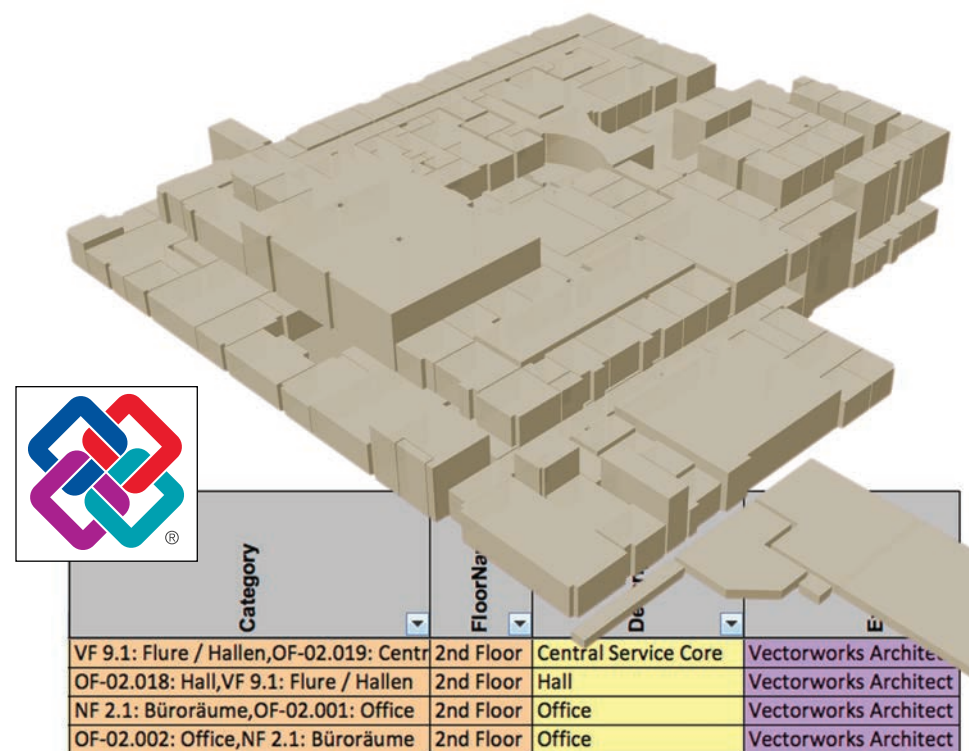 ®
Category
VF 9.1: Flure / Hallen,OF-02.019: Centr 2nd Floor Central Service Core Vectorworks Architect
OF-02.018: Hall,VF 9.1: Flure / Hallen 2nd Floor Hall Vectorworks Architect
NF 2.1: Büroräume,OF-02.001: Office 2nd Floor Office Vectorworks Architect
OF-02.002: Office,NF 2.1: Büroräume 2nd Floor Office Vectorworks Architect